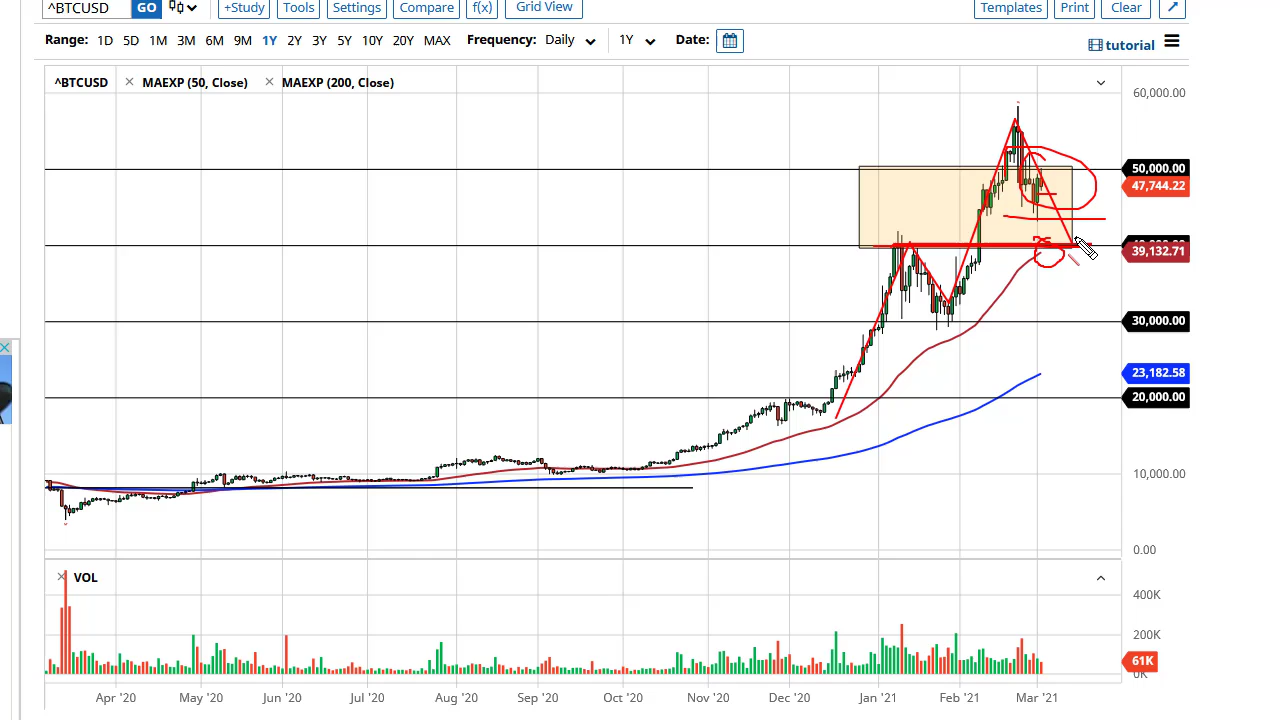 ^BTCUSD GO +Study Tools Settings Compare f(x) Grid View Templates Print Clear
Range: 1D 5D 1M 3M 6M 9M 1Y 2Y 3Y 5Y 10Y 20Y MAX Frequency: Daily 1Y Date: tutorial
^BTCUSD × MAEXP (50, Close) × MAEXP (200, Close)
60,000.00
50,000.00
47,744.22
39,132.71
30,000.00
23,182.58
20,000.00
10,000.00
0.00
× VOL
400K
200K
61K
0K
Apr '20 May '20 Jun '20 Jul '20 Aug '20 Sep '20 Oct '20 Nov '20 Dec '20 Jan '21 Feb '21 Mar '21